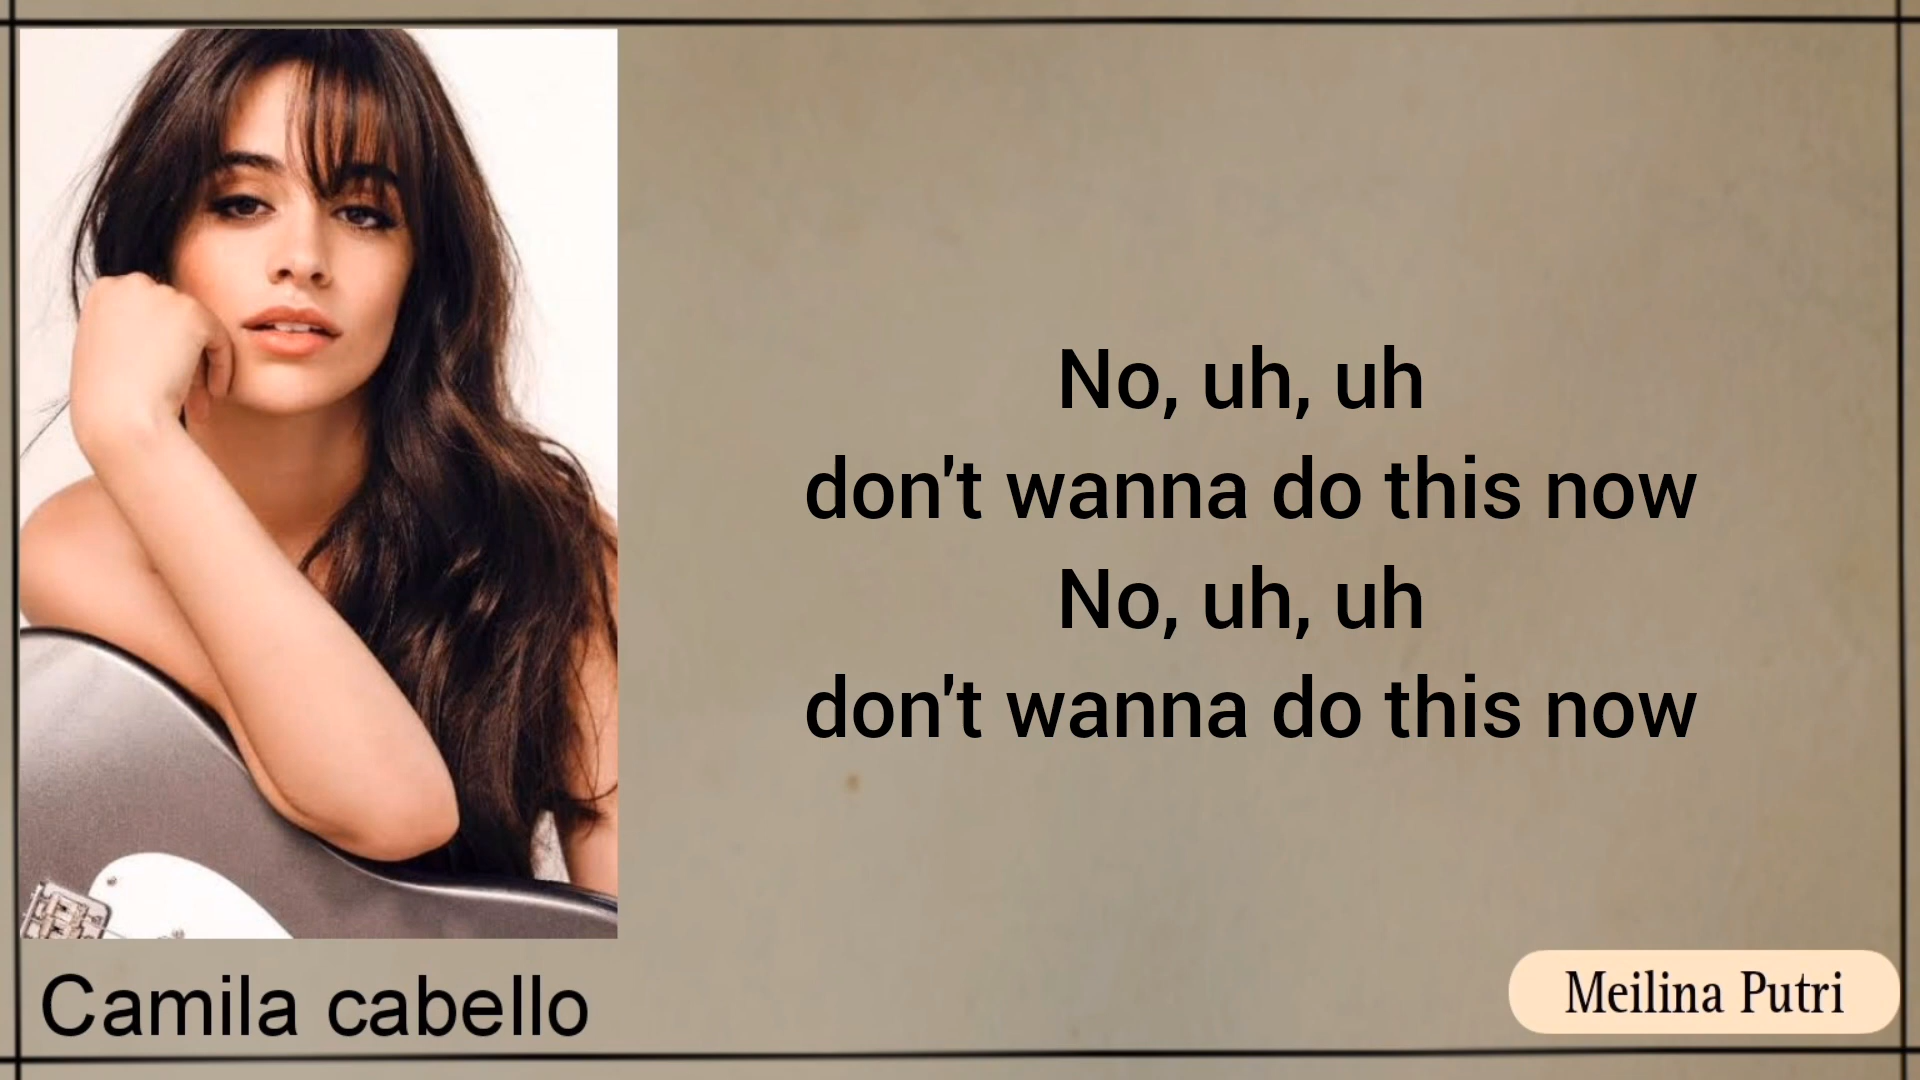 No, uh, uh
don't wanna do this now
No, uh, uh
don't wanna do this now
Camila cabello
Meilina Putri